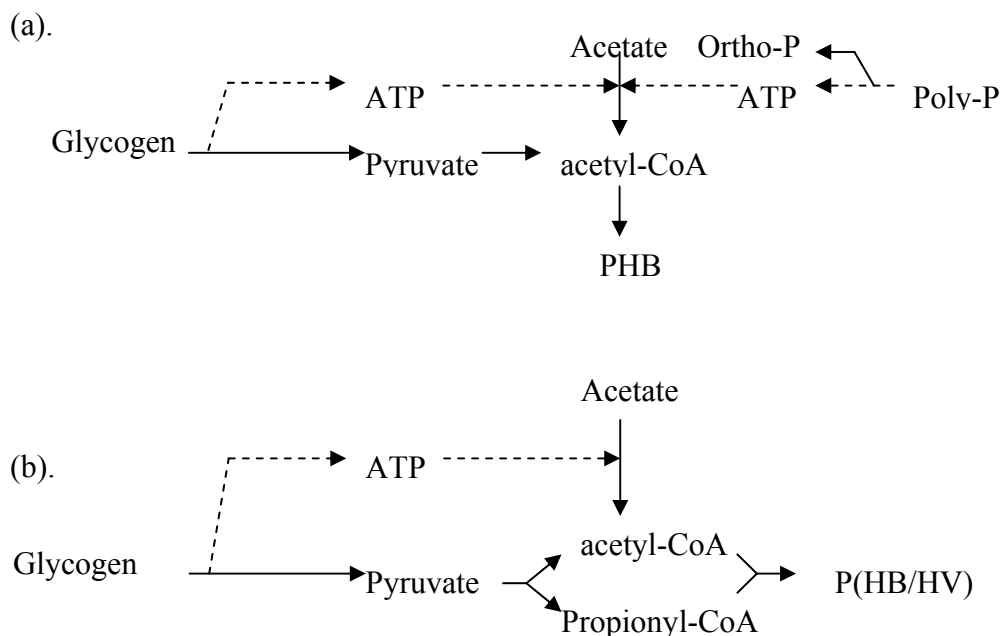 (a).
Acetate Ortho-P
ATP ATP Poly-P
Glycogen
Pyruvate acetyl-CoA
PHB
Acetate
(b).
ATP
acetyl-CoA
Glycogen
Pyruvate P(HB/HV)
Propionyl-CoA